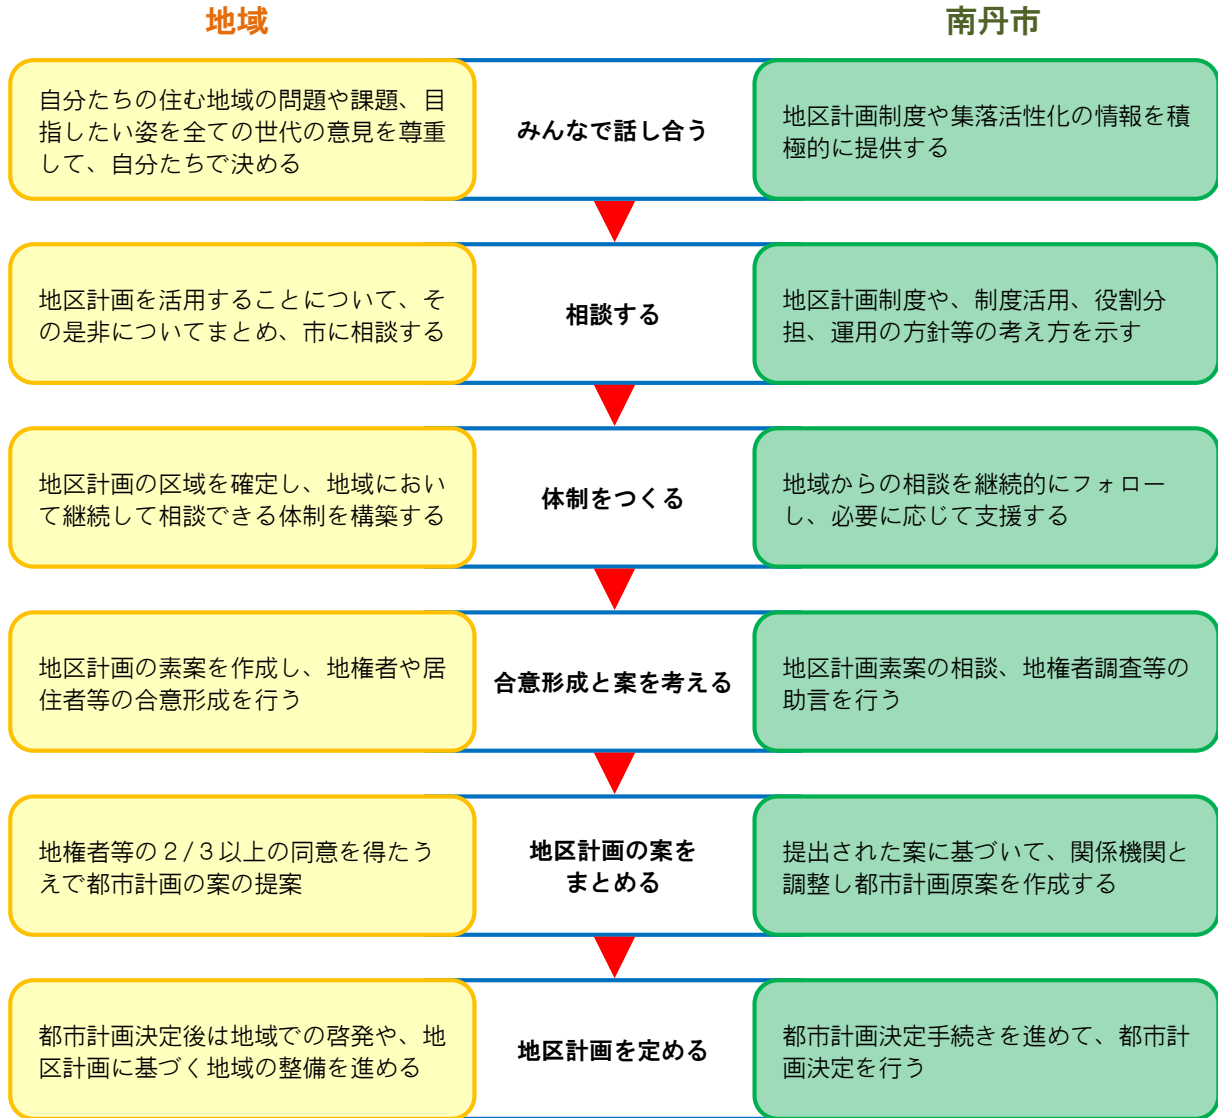 地域
南丹市
自分たちの住む地域の問題や課題、目
指したい姿を全ての世代の意見を尊重
して、自分たちで決める
みんなで話し合う
地区計画制度や集落活性化の情報を積
極的に提供する
地区計画を活用することについて、そ
の是非についてまとめ、市に相談する
相談する
地区計画制度や、制度活用、役割分
担、運用の方針等の考え方を示す
地区計画の区域を確定し、地域におい
て継続して相談できる体制を構築する
体制をつくる
地域からの相談を継続的にフォロー
し、必要に応じて支援する
地区計画の素案を作成し、地権者や居
住者等の合意形成を行う
合意形成と案を考える
地区計画素案の相談、地権者調査等の
助言を行う
地権者等の２/３以上の同意を得たう
えで都市計画の案の提案
地区計画の案を
まとめる
提出された案に基づいて、関係機関と
調整し都市計画原案を作成する
都市計画決定後は地域での啓発や、地
区計画に基づく地域の整備を進める
地区計画を定める
都市計画決定手続きを進めて、都市計
画決定を行う